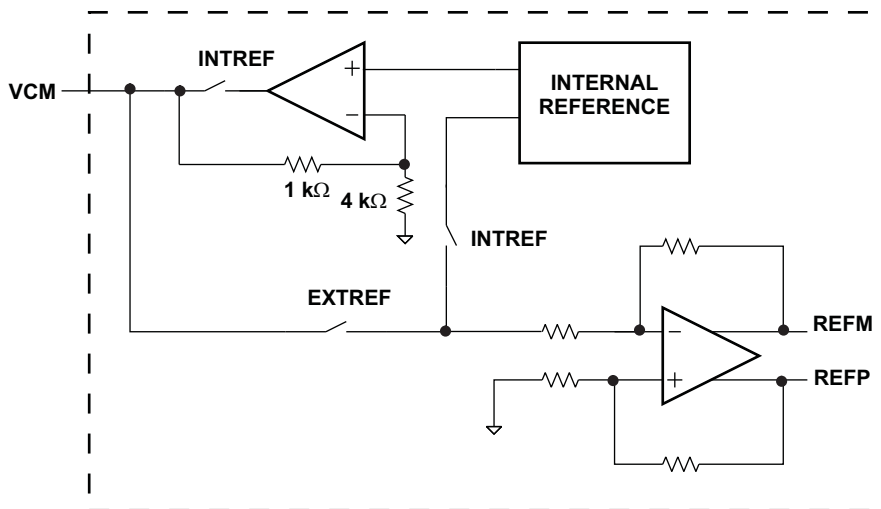 INTREF
VCM
+
−
INTERNAL
REFERENCE
1 kΩ
4 kΩ
INTREF
EXTREF
−
REFM
+
REFP